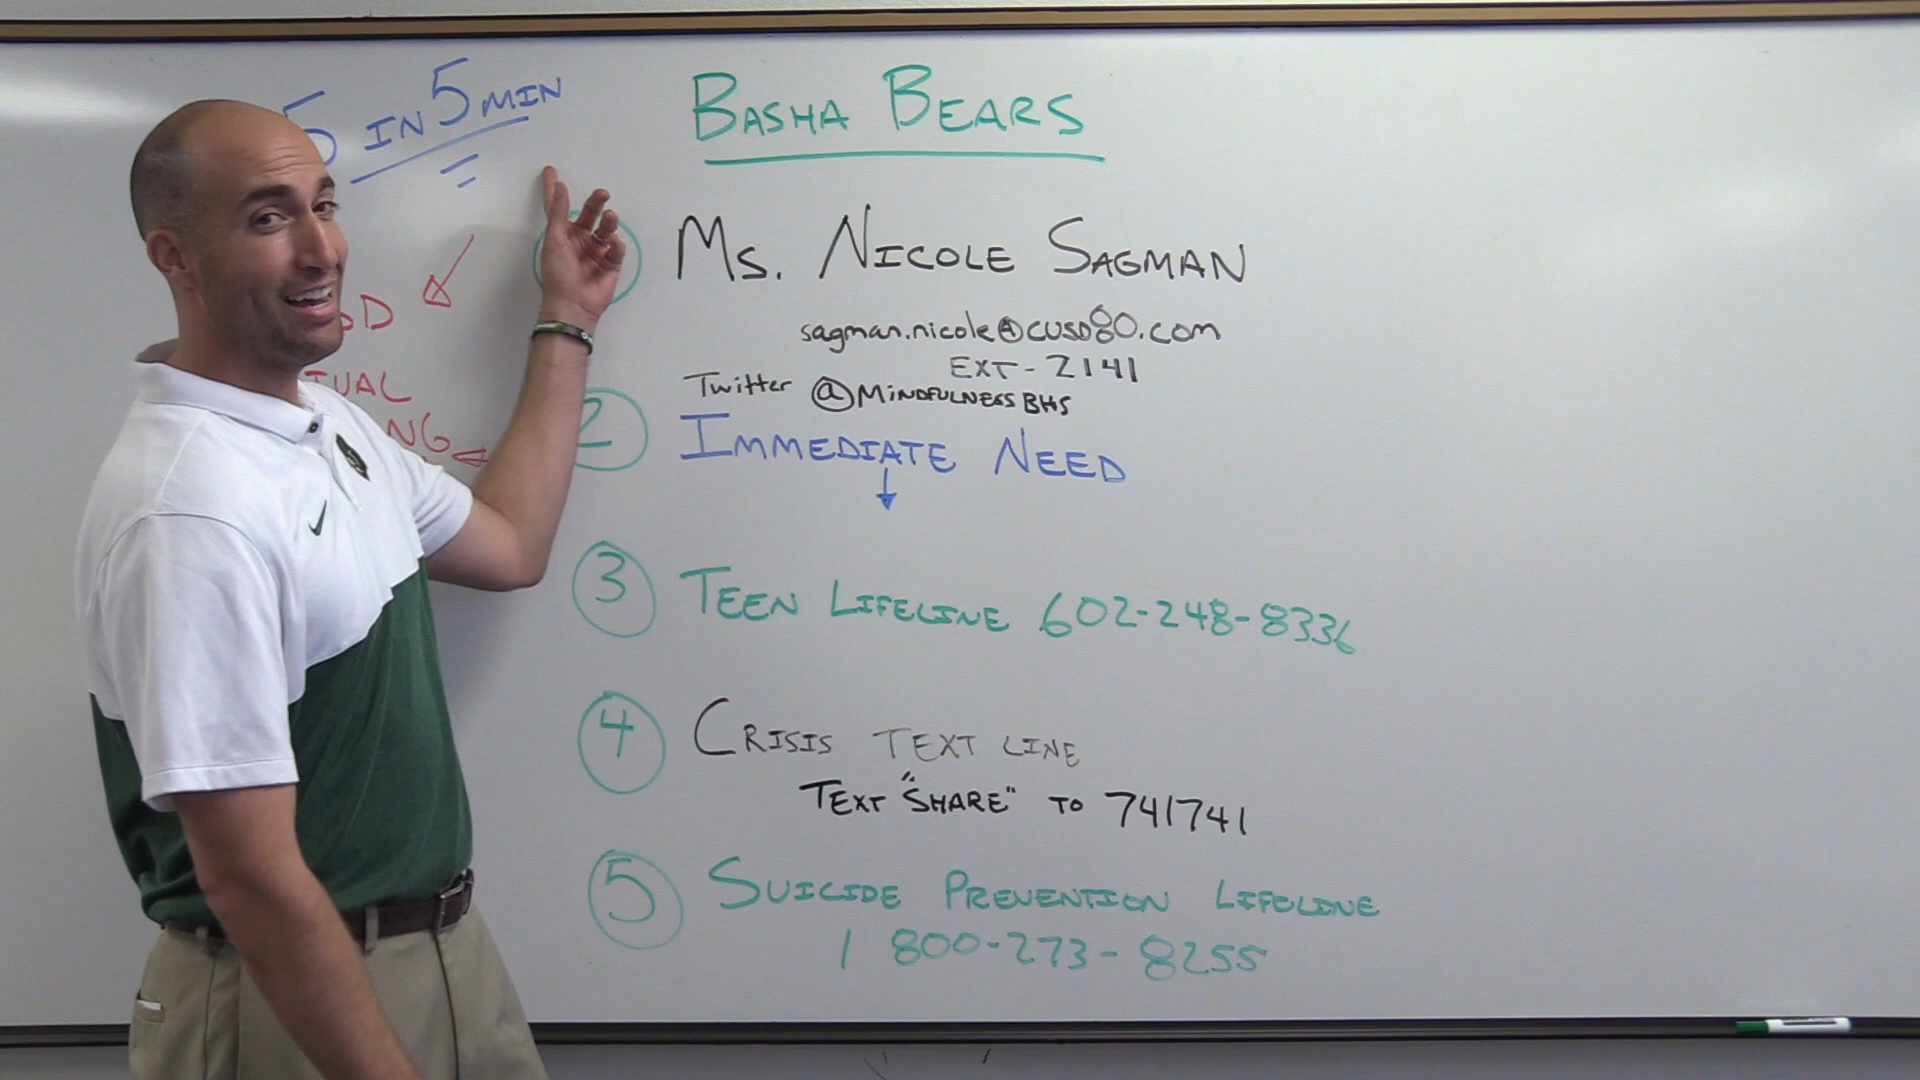 5 IN 5 MIN
BASHA BEARS
MS. NICOLE SAGMAN
sagman.nicole@cusd80.com
EXT - 2141
Twitter @MINDFULNESSBHS
2 IMMEDIATE NEED
3 TEEN LIFELINE 602-248-8336
4 CRISIS TEXT LINE
TEXT "SHARE" TO 741741
5 SUICIDE PREVENTION LIFELINE
1 800-273-8255